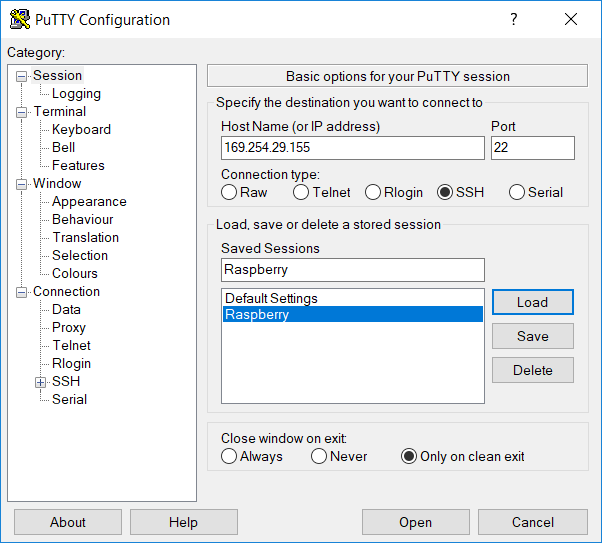 PuTTY Configuration
?
Category:
Session
Logging
Terminal
Keyboard
Bell
Features
Window
Appearance
Behaviour
Translation
Selection
Colours
Connection
Data
Proxy
Telnet
Rlogin
SSH
Serial
Basic options for your PuTTY session
Specify the destination you want to connect to
Host Name (or IP address) Port
169.254.29.155 22
Connection type:
Raw Telnet Rlogin SSH Serial
Load, save or delete a stored session
Saved Sessions
Raspberry
Default Settings
Raspberry
Load
Save
Delete
Close window on exit:
Always Never Only on clean exit
About Help Open Cancel